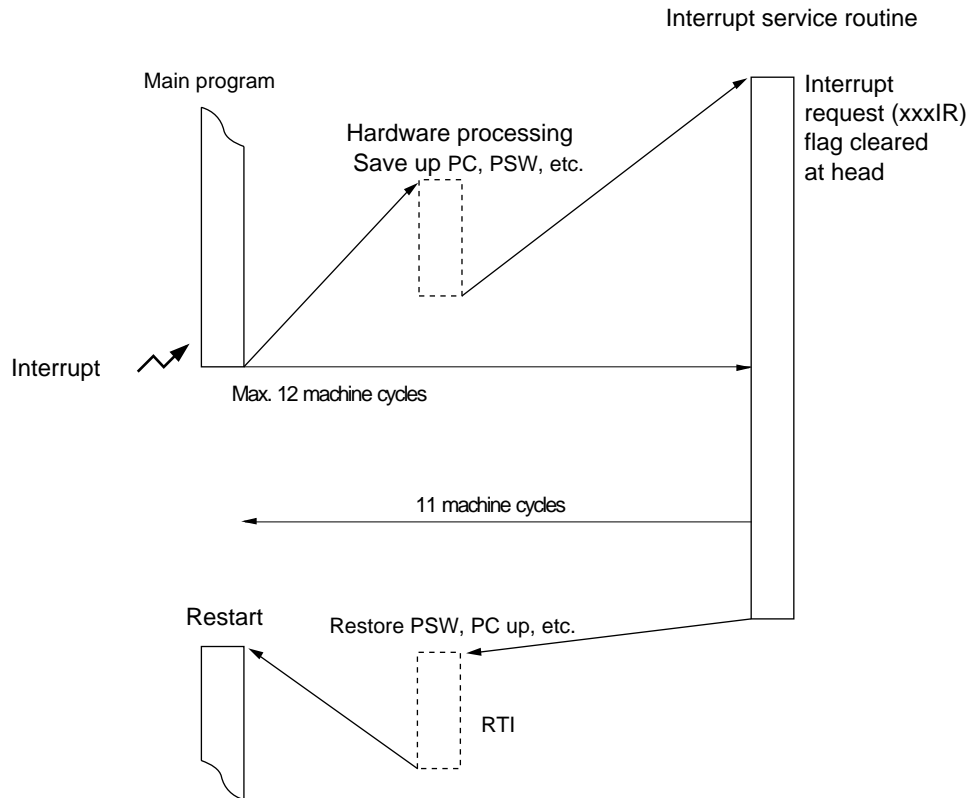 Interrupt service routine
Main program
Interrupt
request (xxxIR)
flag cleared
at head
Hardware processing
Save up PC, PSW, etc.
Interrupt
Max. 12 machine cycles
11 machine cycles
Restart
Restore PSW, PC up, etc.
RTI